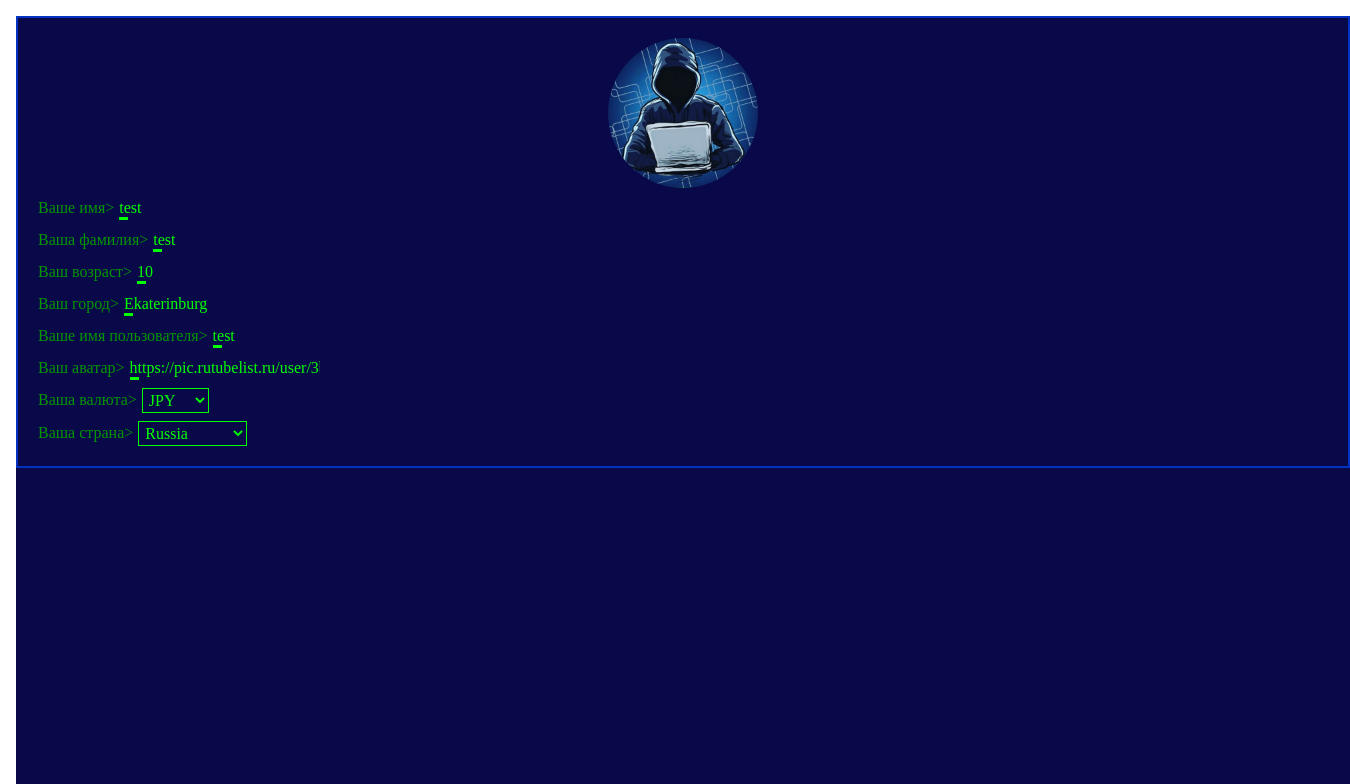 Ваше имя> test
Ваша фамилия> test
Ваш возраст> 10
Ваш город> Ekaterinburg
Ваше имя пользователя> test
Ваш аватар> https://pic.rutubelist.ru/user/3
Ваша валюта> JPY
Ваша страна> Russia